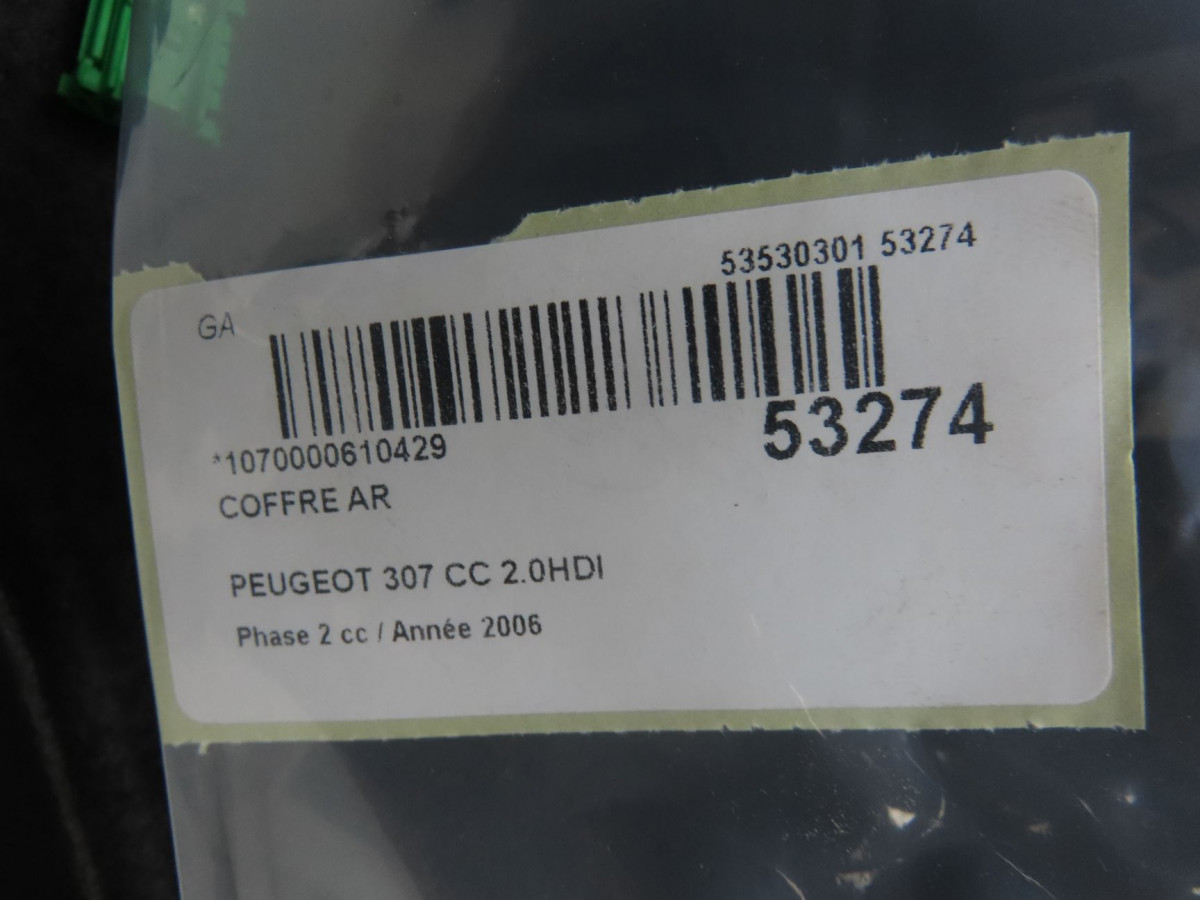 53530301 53274
GA
53274
*1070000610429
COFFRE AR
PEUGEOT 307 CC 2.0HDI
Phase 2 cc / Année 2006